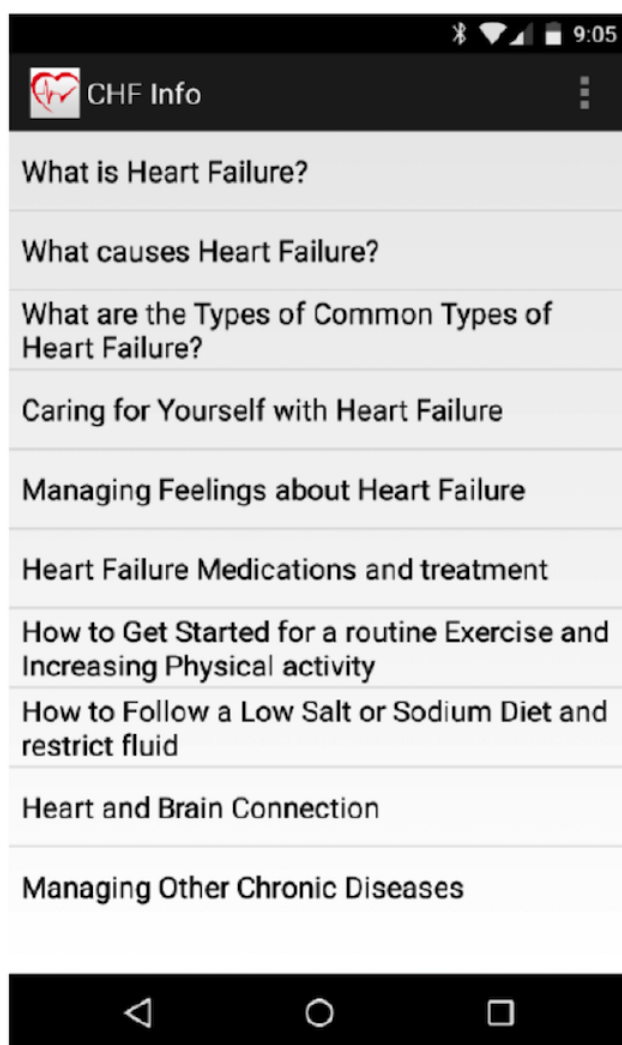 9:05
CHF Info
What is Heart Failure?
What causes Heart Failure?
What are the Types of Common Types of
Heart Failure?
Caring for Yourself with Heart Failure
Managing Feelings about Heart Failure
Heart Failure Medications and treatment
How to Get Started for a routine Exercise and
Increasing Physical activity
How to Follow a Low Salt or Sodium Diet and
restrict fluid
Heart and Brain Connection
Managing Other Chronic Diseases